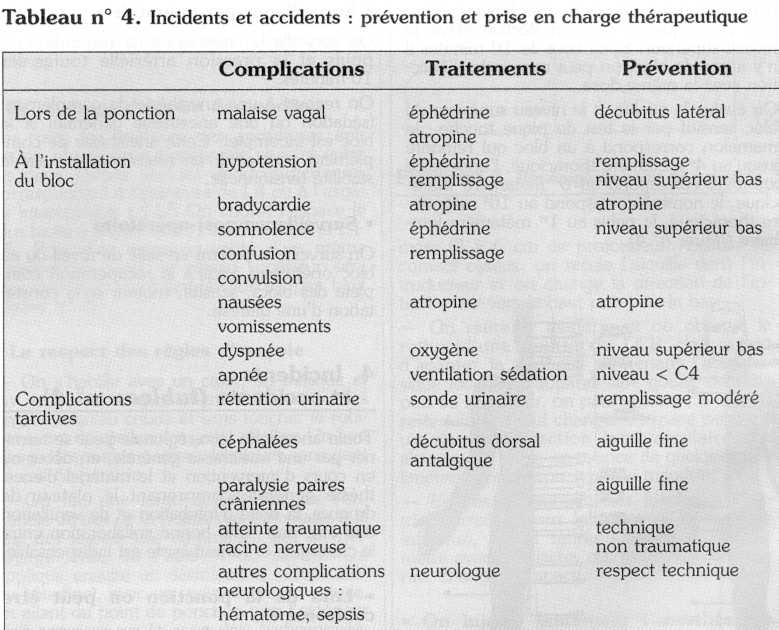 Tableau n° 4. Incidents et accidents : prévention et prise en charge thérapeutique
Complications Traitements Prévention
Lors de la ponction malaise vagal éphédrine décubitus latéral
atropine
À l'installation hypotension éphédrine remplissage
du bloc remplissage niveau supérieur bas
bradycardie atropine atropine
somnolence éphédrine niveau supérieur bas
confusion remplissage
convulsion
nausées atropine atropine
vomissements
dyspnée oxygène niveau supérieur bas
apnée ventilation sédation niveau < C4
Complications rétention urinaire sonde urinaire remplissage modéré
tardives
céphalées décubitus dorsal aiguille fine
antalgique
paralysie paires aiguille fine
crâniennes
atteinte traumatique technique
racine nerveuse non traumatique
autres complications neurologue respect technique
neurologiques :
hématome, sepsis